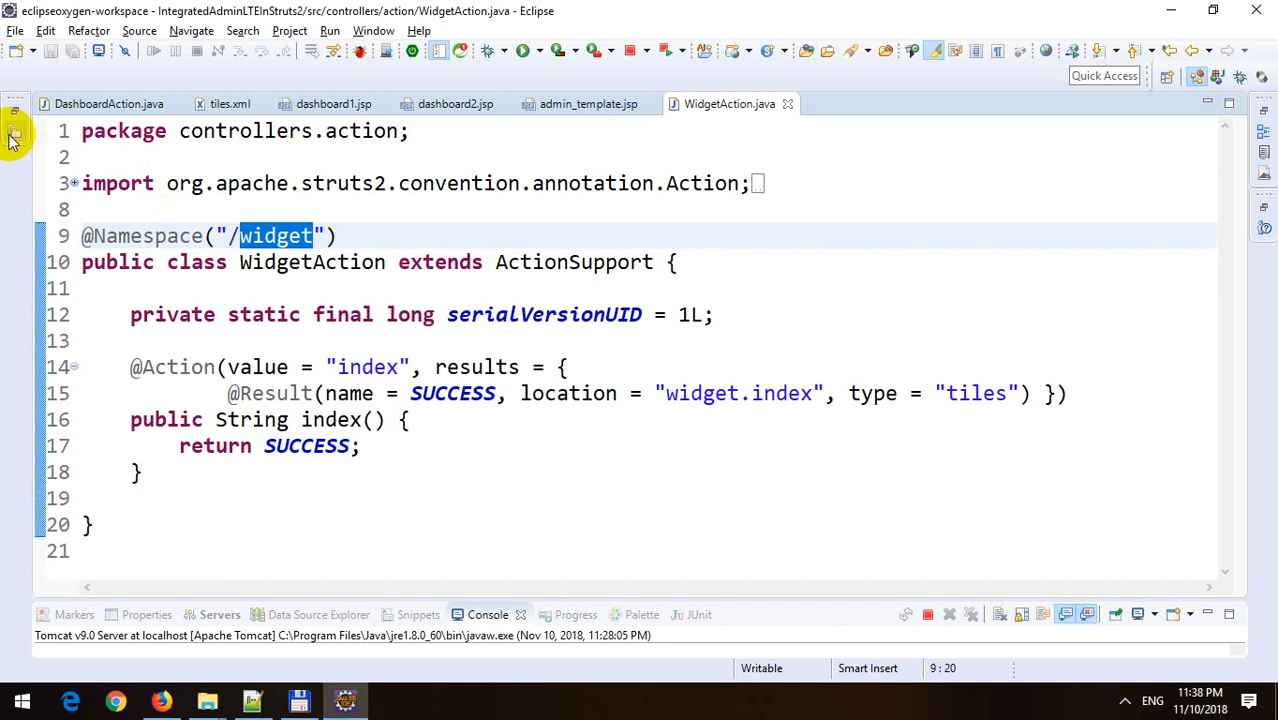 eclipseoxygen-workspace - IntegratedAdminLTEInStruts2/src/controllers/action/WidgetAction.java - Eclipse
File Edit Refactor Source Navigate Search Project Run Window Help
Quick Access
DashboardAction.java tiles.xml dashboard1.jsp dashboard2.jsp admin_template.jsp WidgetAction.java
1 package controllers.action;
2
3 import org.apache.struts2.convention.annotation.Action;
8
9 @Namespace("/widget")
10 public class WidgetAction extends ActionSupport {
11
12 private static final long serialVersionUID = 1L;
13
14 @Action(value = "index", results = {
15 @Result(name = SUCCESS, location = "widget.index", type = "tiles") })
16 public String index() {
17 return SUCCESS;
18 }
19
20 }
21
Markers Properties Servers Data Source Explorer Snippets Console Progress Palette JUnit
Tomcat v9.0 Server at localhost [Apache Tomcat] C:\Program Files\Java\jre1.8.0_60\bin\javaw.exe (Nov 10, 2018, 11:28:05 PM)
Writable Smart Insert 9 : 20
ENG 11:38 PM
11/10/2018